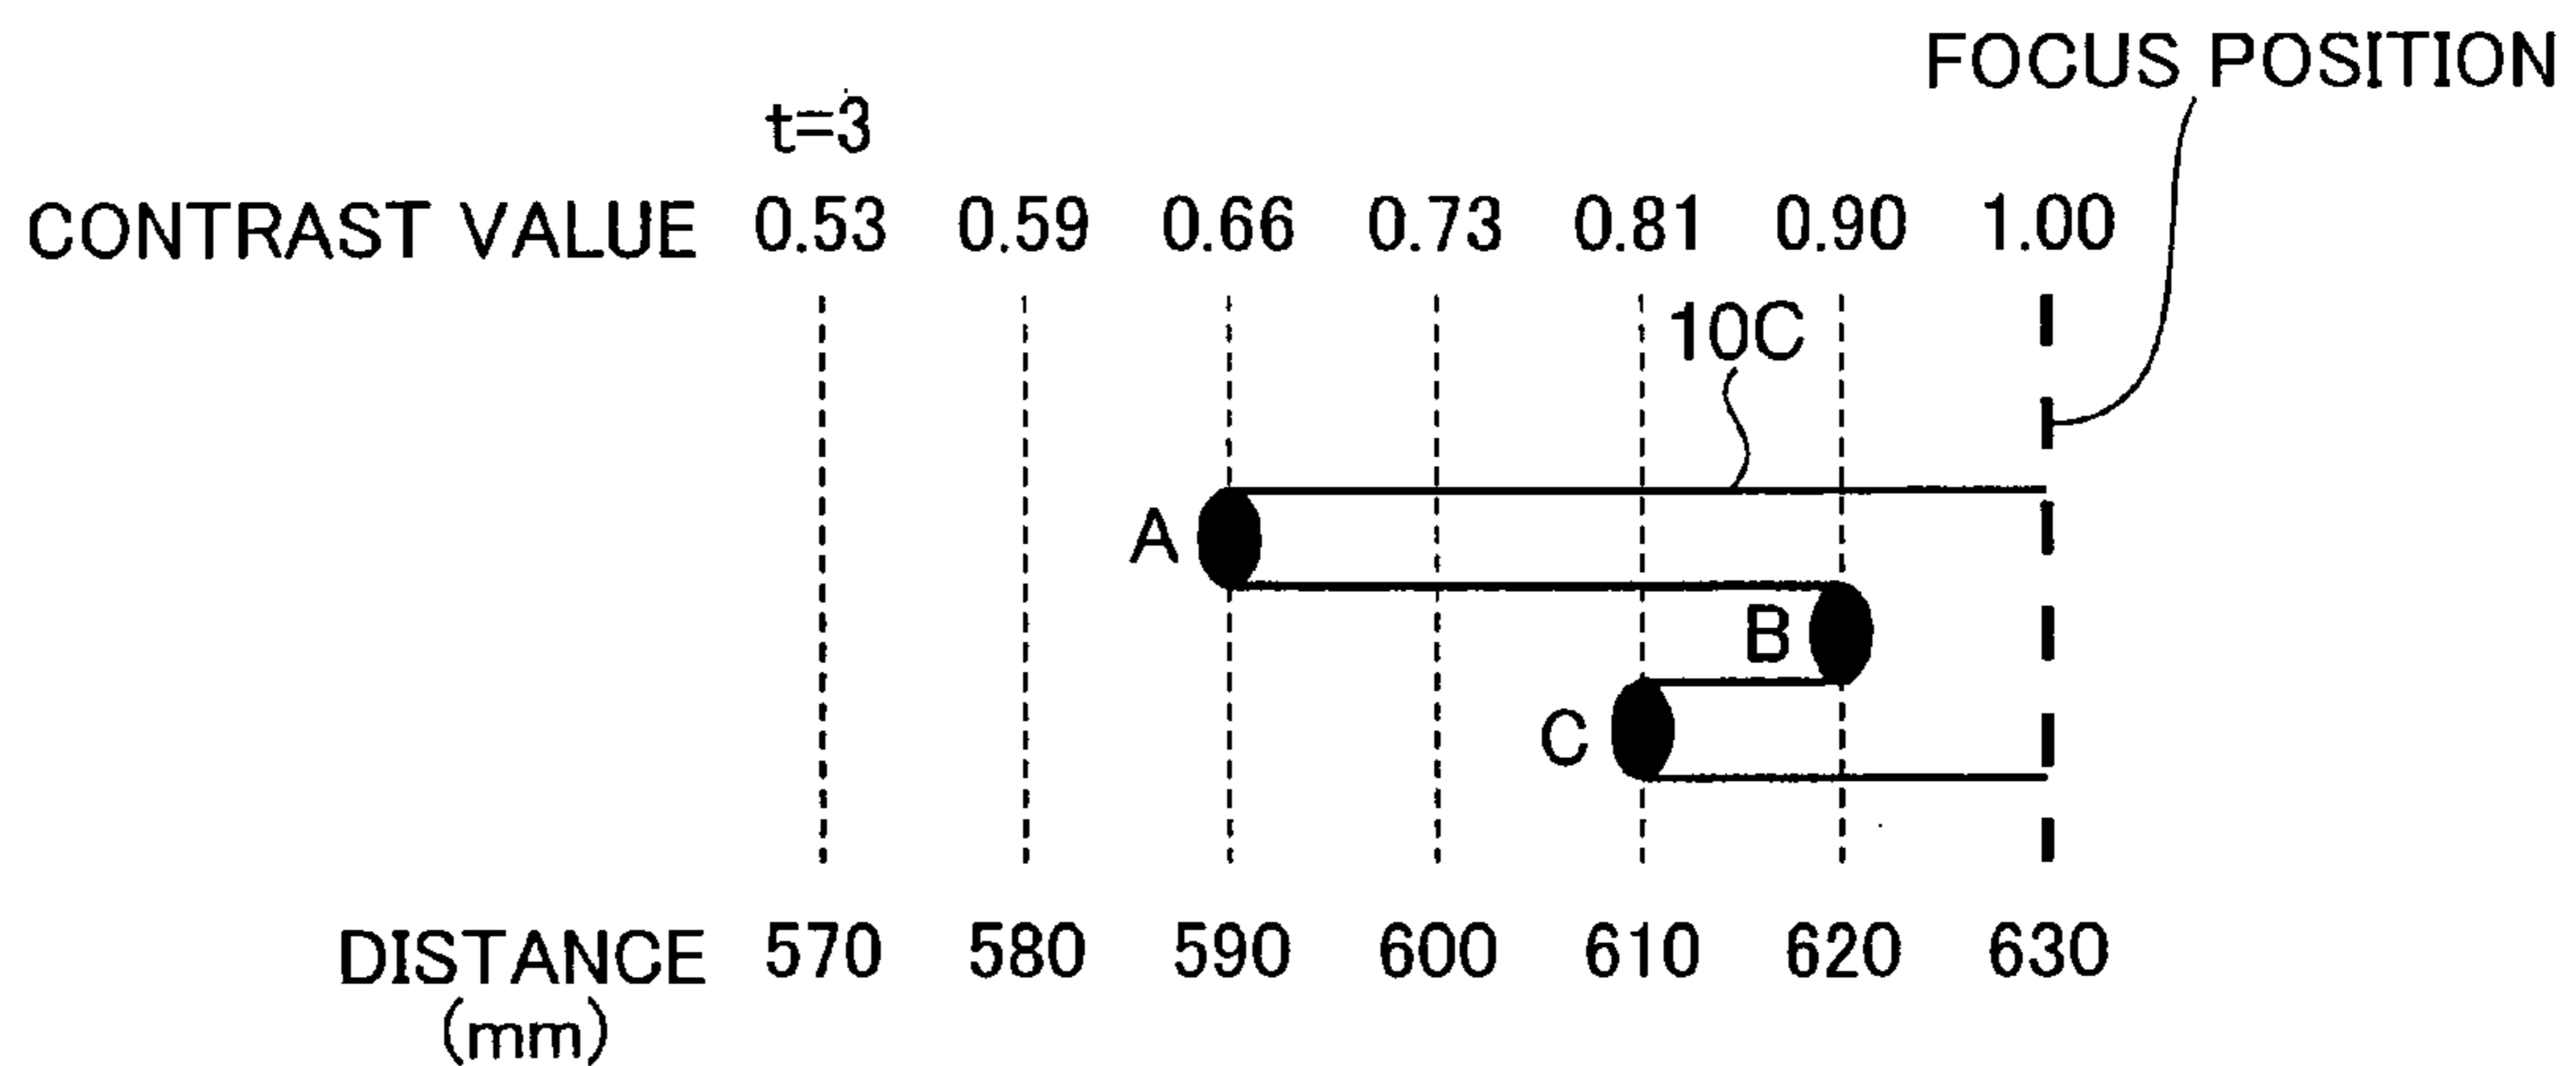 FOCUS POSITION
t=3
CONTRAST VALUE 0.53 0.59 0.66 0.73 0.81 0.90 1.00
10C
A
B
C
DISTANCE 570 580 590 600 610 620 630
(mm)